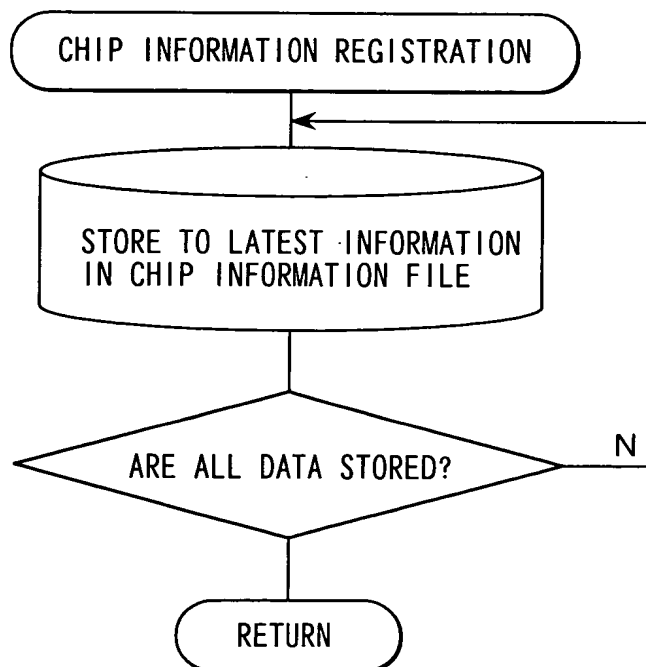 CHIP INFORMATION REGISTRATION
STORE TO LATEST INFORMATION
IN CHIP INFORMATION FILE
ARE ALL DATA STORED?
N
RETURN